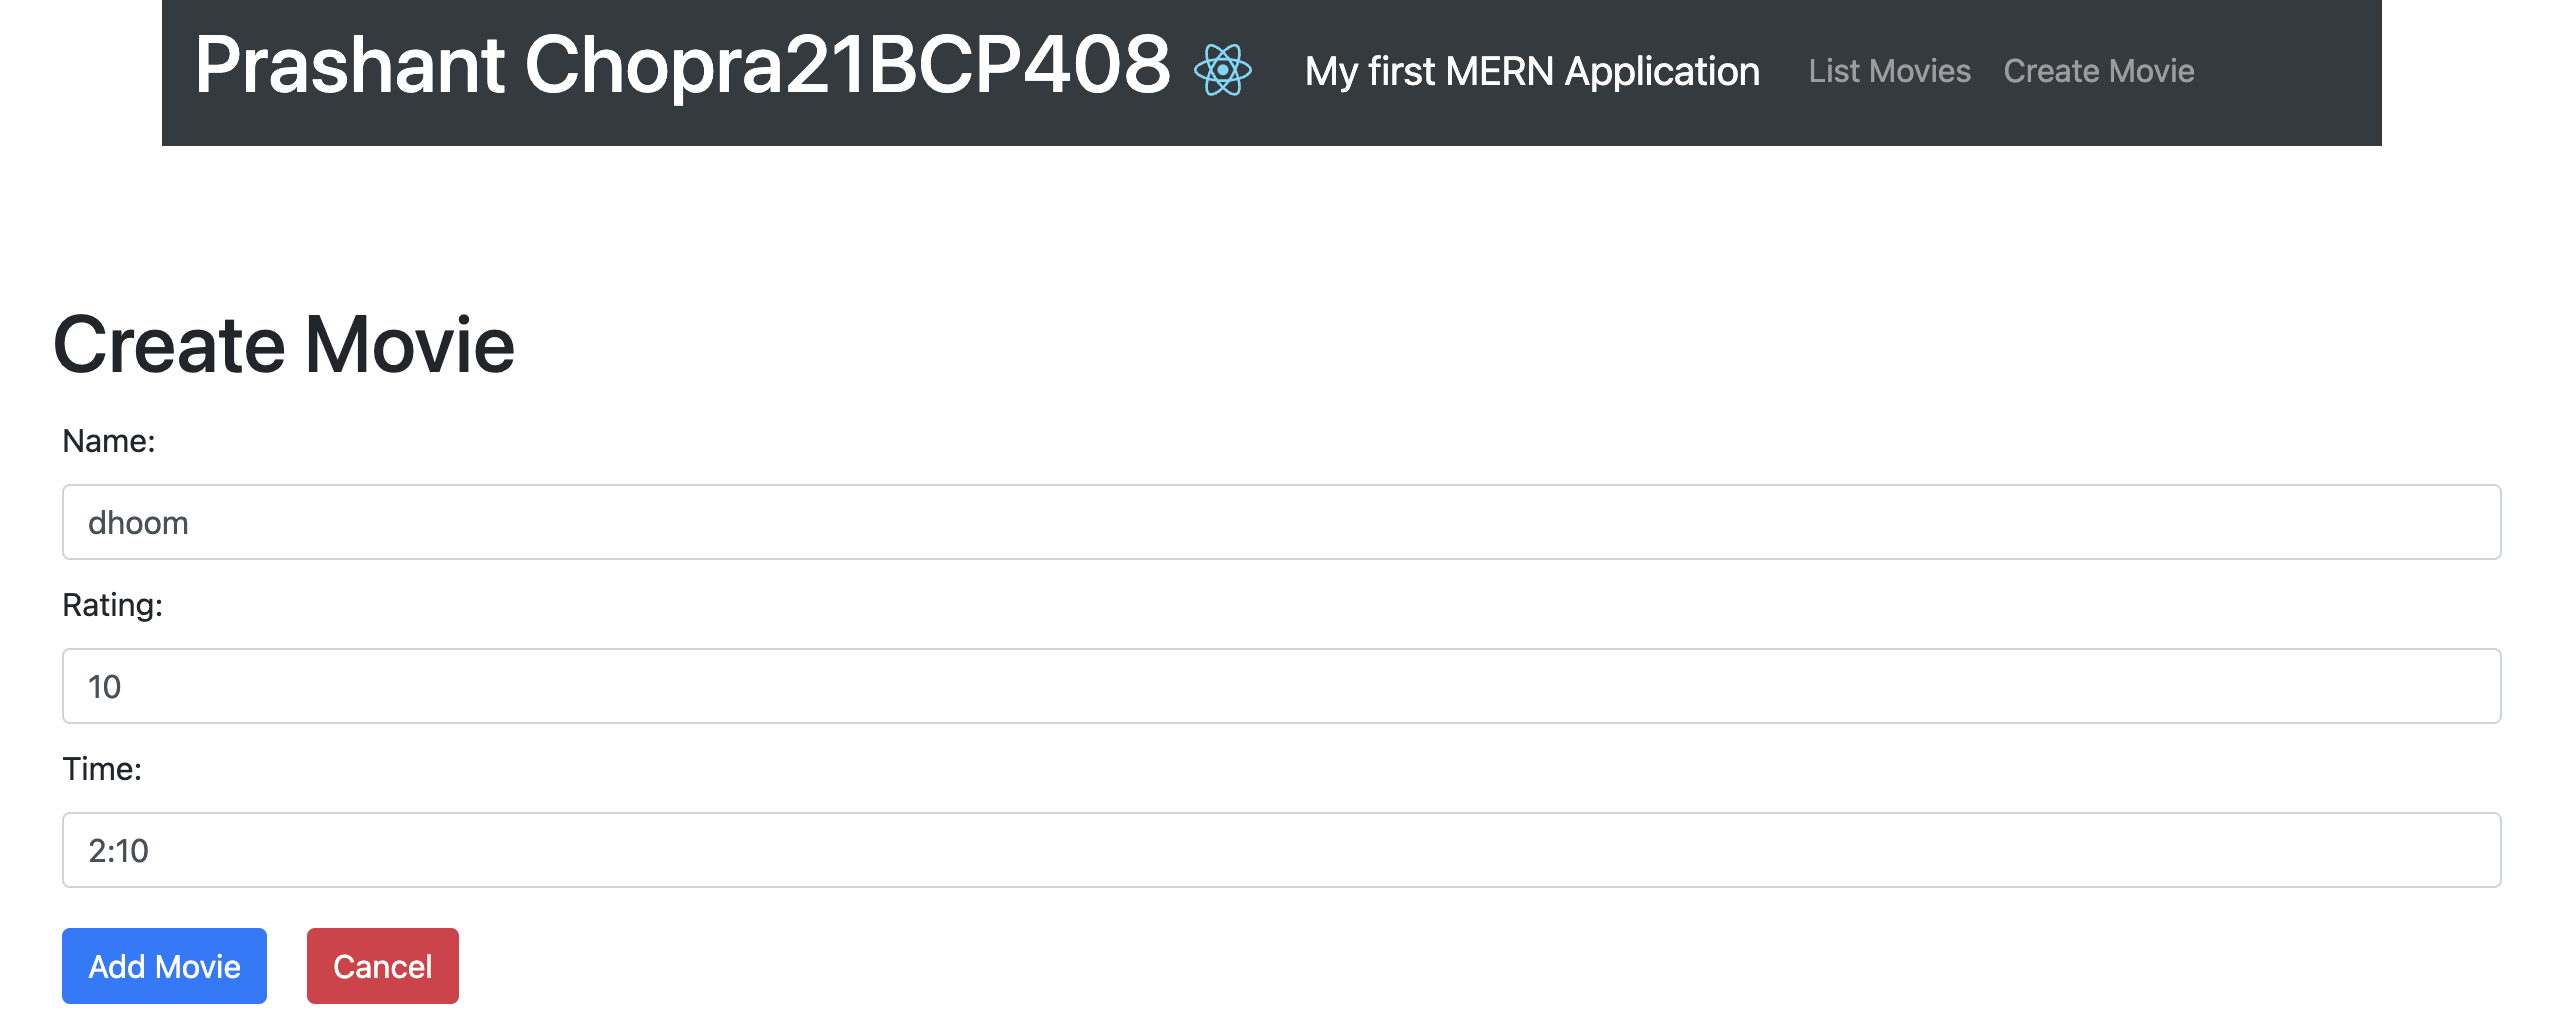 Prashant Chopra21BCP408 My first MERN Application List Movies Create Movie
Create Movie
Name:
dhoom
Rating:
10
Time:
2:10
Add Movie Cancel